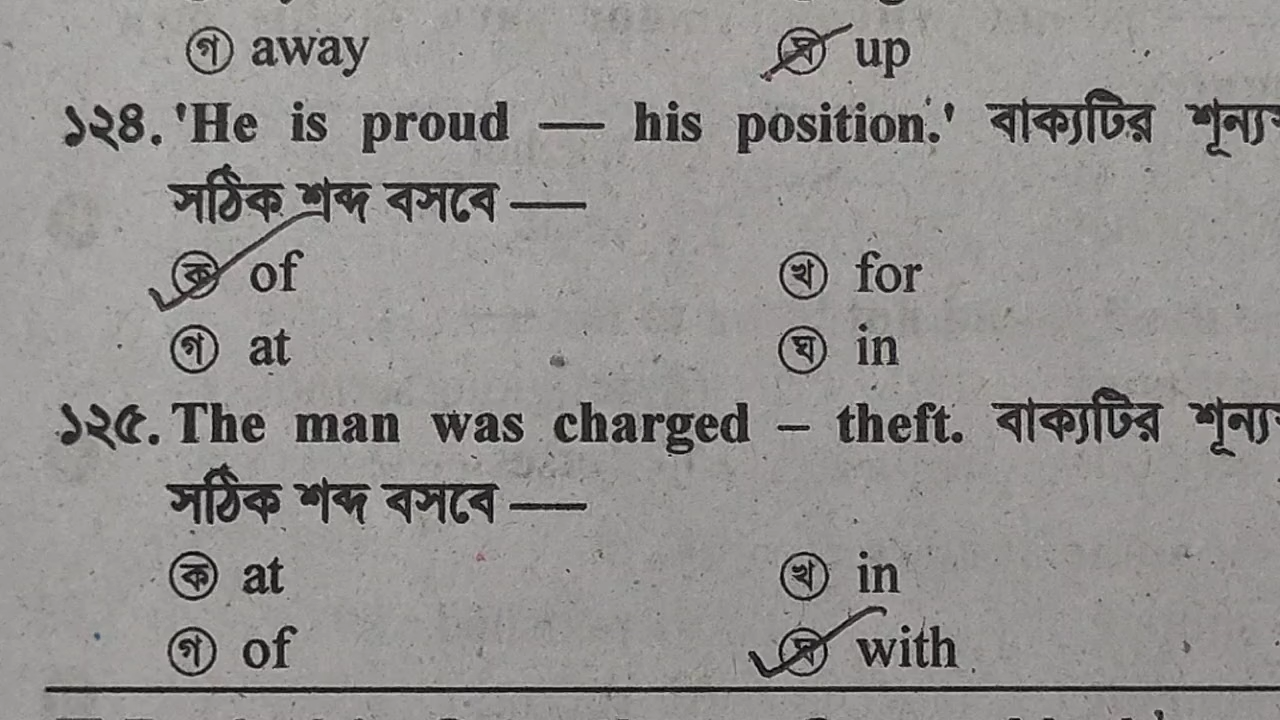 গ away ঘ up
১২৪. 'He is proud — his position.' বাক্যটির শূন্য
সঠিক শব্দ বসবে —
ক of খ for
গ at ঘ in
১২৫. The man was charged – theft. বাক্যটির শূন্য
সঠিক শব্দ বসবে —
ক at খ in
গ of ঘ with